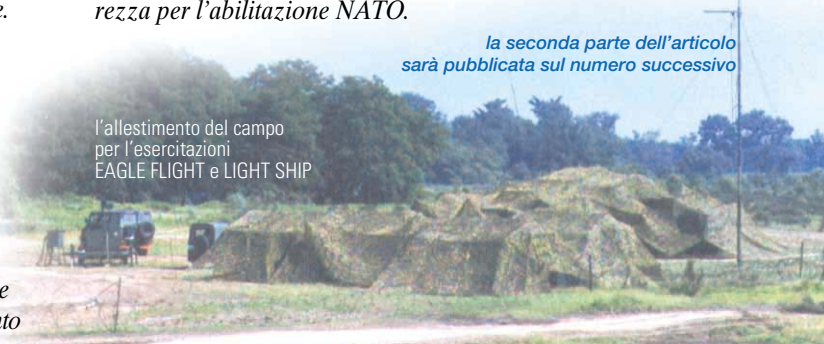 e.
rezza per l'abilitazione NATO.
la seconda parte dell'articolo
sarà pubblicata sul numero successivo
l'allestimento del campo
per l'esercitazioni
EAGLE FLIGHT e LIGHT SHIP
e
nto